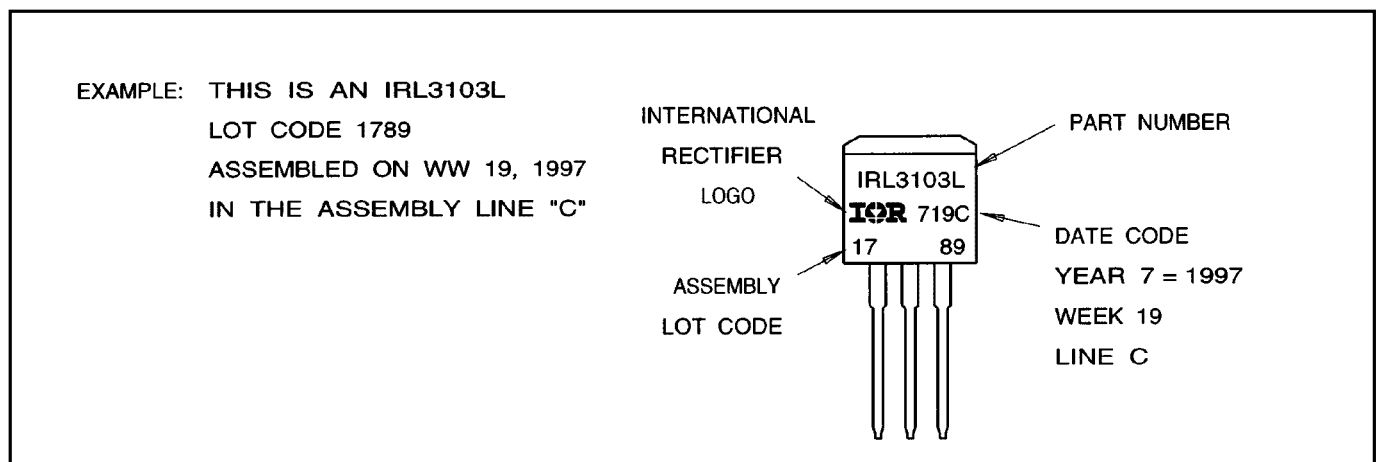 EXAMPLE: THIS IS AN IRL3103L
LOT CODE 1789
ASSEMBLED ON WW 19, 1997
IN THE ASSEMBLY LINE "C"
INTERNATIONAL
RECTIFIER
LOGO
ASSEMBLY
LOT CODE
IRL3103L
IOR 719C
17 89
PART NUMBER
DATE CODE
YEAR 7 = 1997
WEEK 19
LINE C